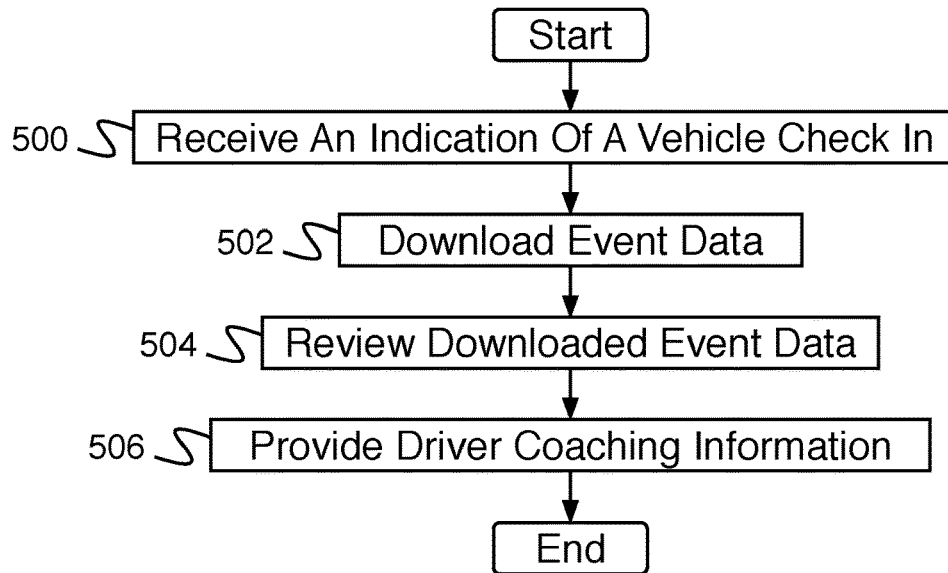 Start
500 Receive An Indication Of A Vehicle Check In
502 Download Event Data
504 Review Downloaded Event Data
506 Provide Driver Coaching Information
End